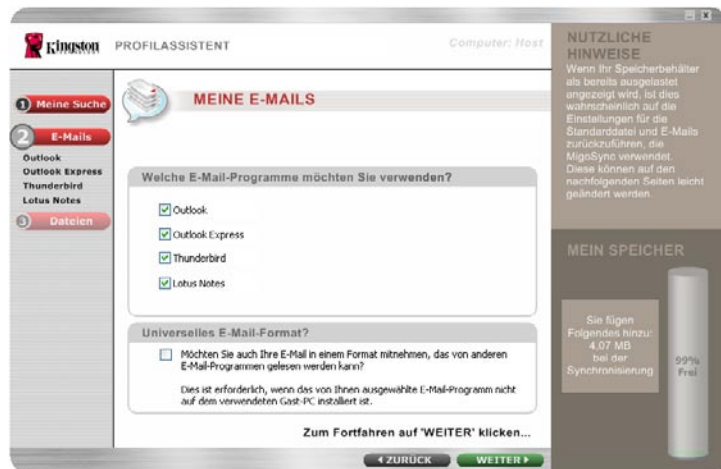 _ X
Kingston
PROFILASSISTENT
Computer: Host
1 Meine Suche
2 E-Mails
Outlook
Outlook Express
Thunderbird
Lotus Notes
3 Dateien
MEINE E-MAILS
Welche E-Mail-Programme möchten Sie verwenden?
Outlook
Outlook Express
Thunderbird
Lotus Notes
Universelles E-Mail-Format?
Möchten Sie auch Ihre E-Mail in einem Format mitnehmen, das von anderen
E-Mail-Programmen gelesen werden kann?
Dies ist erforderlich, wenn das von Ihnen ausgewählte E-Mail-Programm nicht
auf dem verwendeten Gast-PC installiert ist.
Zum Fortfahren auf 'WEITER' klicken...
ZURÜCK
WEITER
NUTZLICHE
HINWEISE
Wenn Ihr Speicherbehälter
als bereits ausgelastet
angezeigt wird, ist dies
wahrscheinlich auf die
Einstellungen für die
Standarddatei und E-Mails
zurückzuführen, die
MigoSync verwendet.
Diese können auf den
nachfolgenden Seiten leicht
geändert werden.
MEIN SPEICHER
Sie fügen
Folgendes hinzu:
4,07 MB
bei der
Synchronisierung
99%
Frei